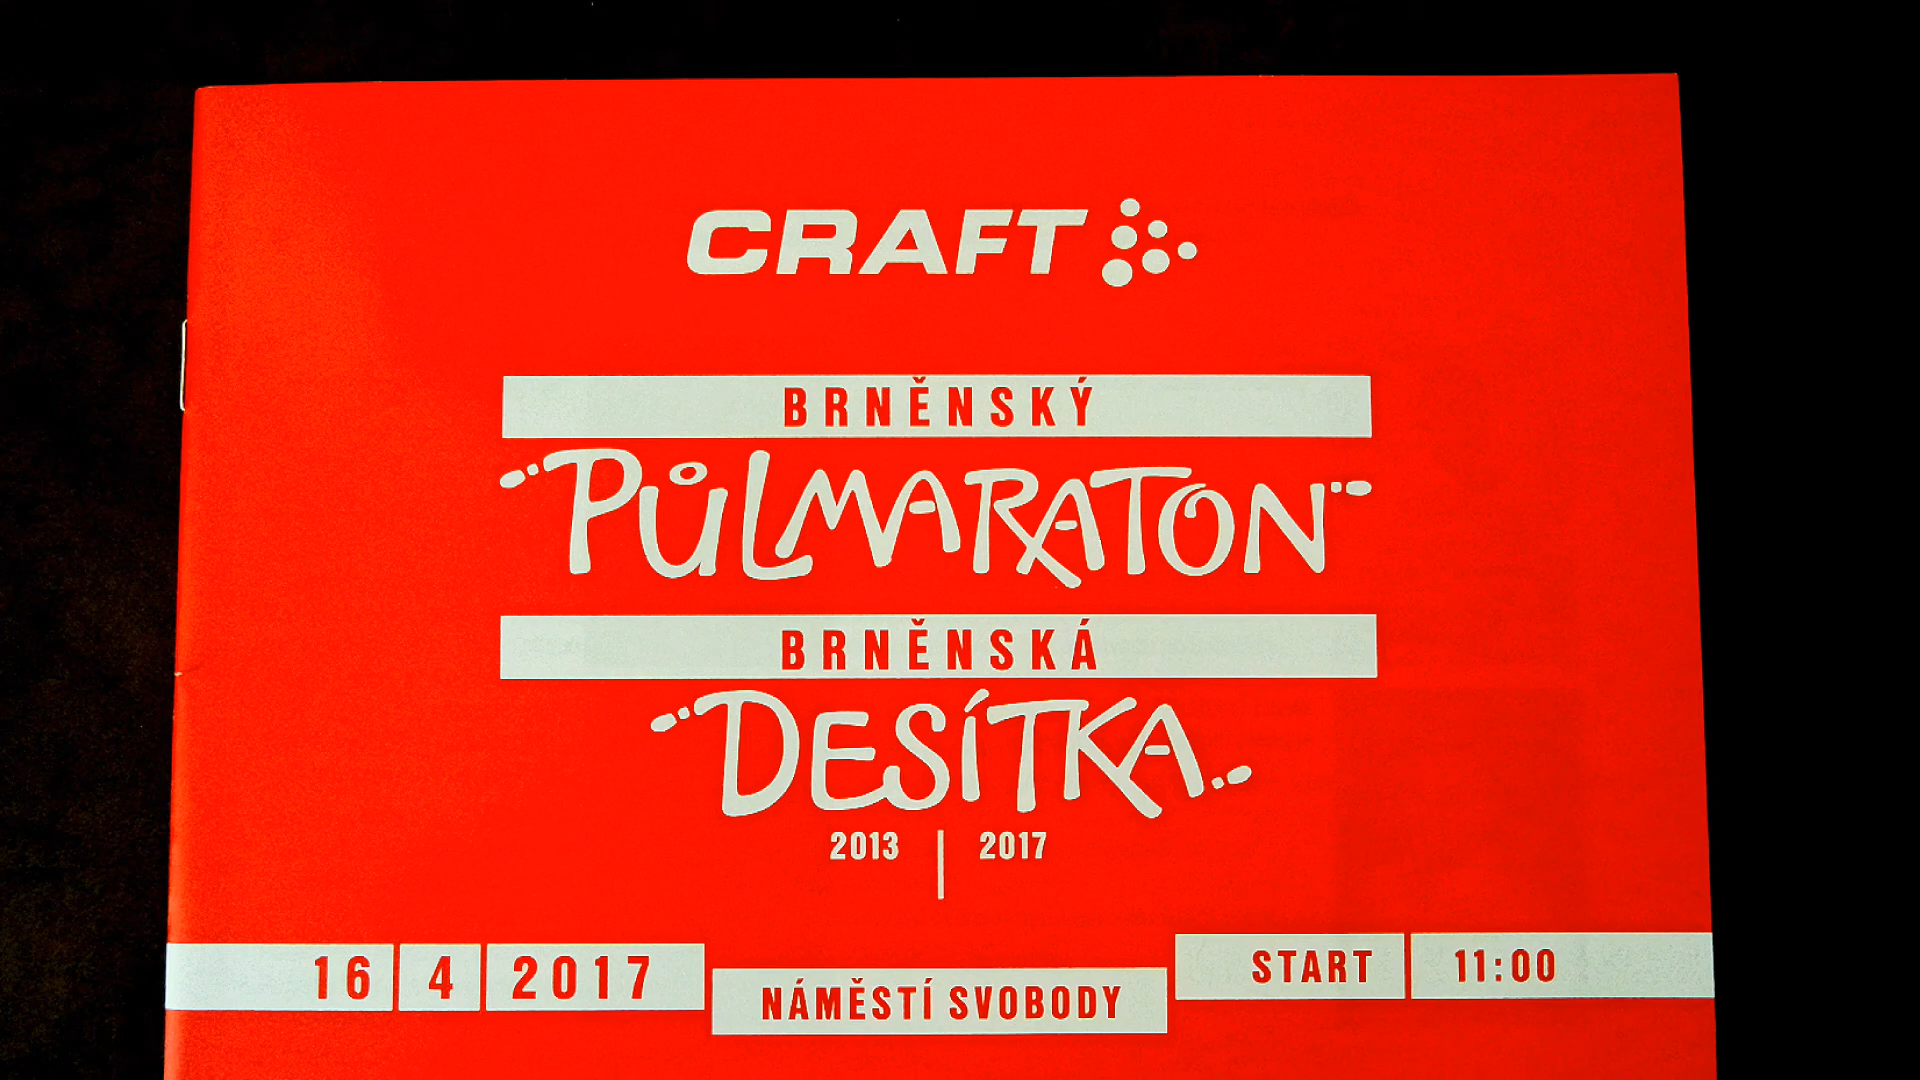 CRAFT
BRNĚNSKÝ
PŮLMARATON
BRNĚNSKÁ
DESÍTKA
2013 | 2017
16 4 2017
NÁMĚSTÍ SVOBODY
START 11:00